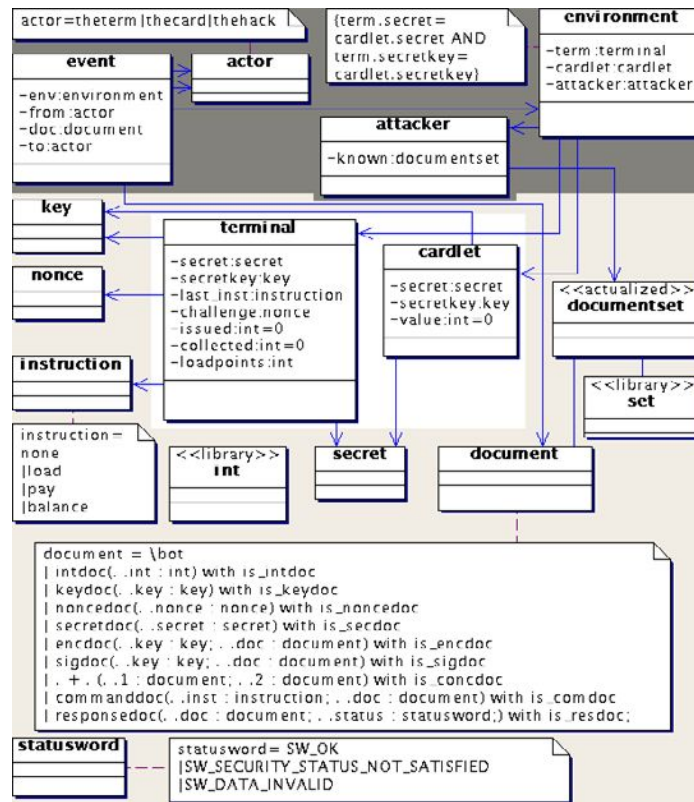 actor=theterm|thecard|thehack
{term.secret=
cardlet.secret AND
term.secretkey=
cardlet.secretkey}
environment
-term:terminal
-cardlet:cardlet
-attacker:attacker
event
-env:environment
-from:actor
-doc:document
-to:actor
actor
attacker
-known:documentset
key
nonce
instruction
terminal
-secret:secret
-secretkey:key
-last_inst:instruction
-challenge:nonce
-issued:int=0
-collected:int=0
-loadpoints:int
cardlet
-secret:secret
-secretkey:key
-value:int=0
<<actualized>>
documentset
<<library>>
set
instruction=
none
|load
|pay
|balance
<<library>>
int
secret
document
document = \bot
| intdoc(. .int : int) with is_intdoc
| keydoc(. .key : key) with is_keydoc
| noncedoc(. .nonce : nonce) with is_noncedoc
| secretdoc(. .secret : secret) with is_secdoc
| encdoc(. .key : key; . .doc : document) with is_encdoc
| sigdoc(. .key : key; . .doc : document) with is_sigdoc
| . + . (. .1 : document; . .2 : document) with is_concdoc
| commanddoc(. .inst : instruction; . .doc : document) with is_comdoc
| responsedoc(. .doc : document; . .status : statusword;) with is_resdoc;
statusword
statusword= SW_OK
|SW_SECURITY_STATUS_NOT_SATISFIED
|SW_DATA_INVALID